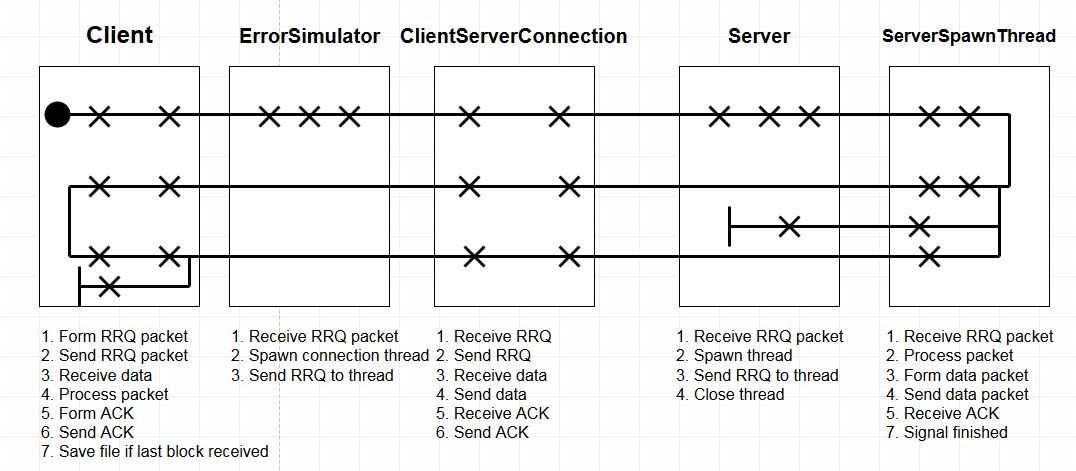 Client
ErrorSimulator
ClientServerConnection
Server
ServerSpawnThread
1. Form RRQ packet
2. Send RRQ packet
3. Receive data
4. Process packet
5. Form ACK
6. Send ACK
7. Save file if last block received
1. Receive RRQ packet
2. Spawn connection thread
3. Send RRQ to thread
1. Receive RRQ
2. Send RRQ
3. Receive data
4. Send data
5. Receive ACK
6. Send ACK
1. Receive RRQ packet
2. Spawn thread
3. Send RRQ to thread
4. Close thread
1. Receive RRQ packet
2. Process packet
3. Form data packet
4. Send data packet
5. Receive ACK
7. Signal finished